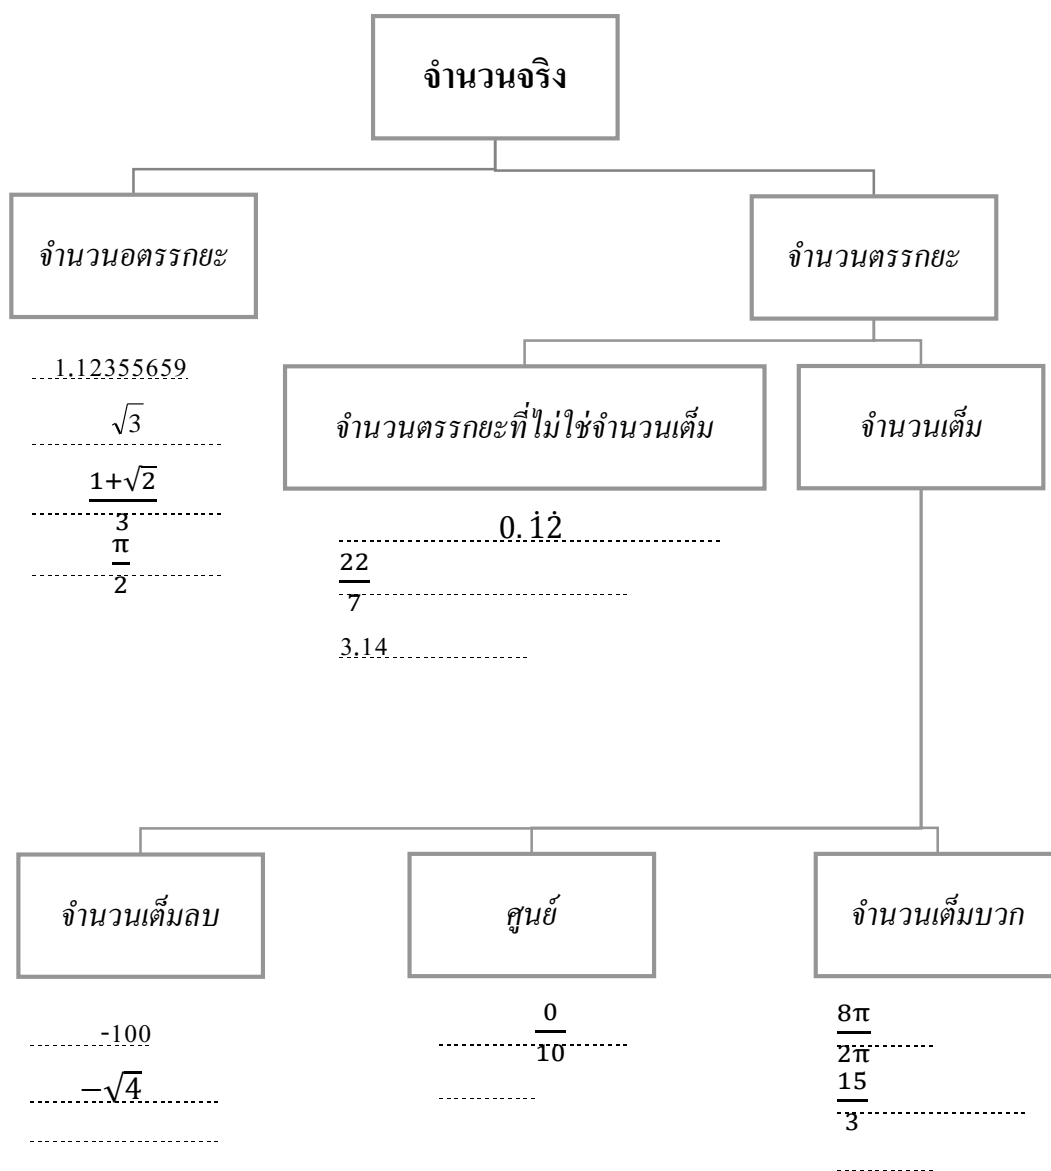 จำนวนจริง
จำนวนอตรรกยะ
จำนวนตรรกยะ
1.12355659
√3
(1+√2)/3
π/2
จำนวนตรรกยะที่ไม่ใช่จำนวนเต็ม
จำนวนเต็ม
0.1̇2̇
22/7
3.14
จำนวนเต็มลบ
ศูนย์
จำนวนเต็มบวก
-100
−√4
0/10
8π/2π
15/3